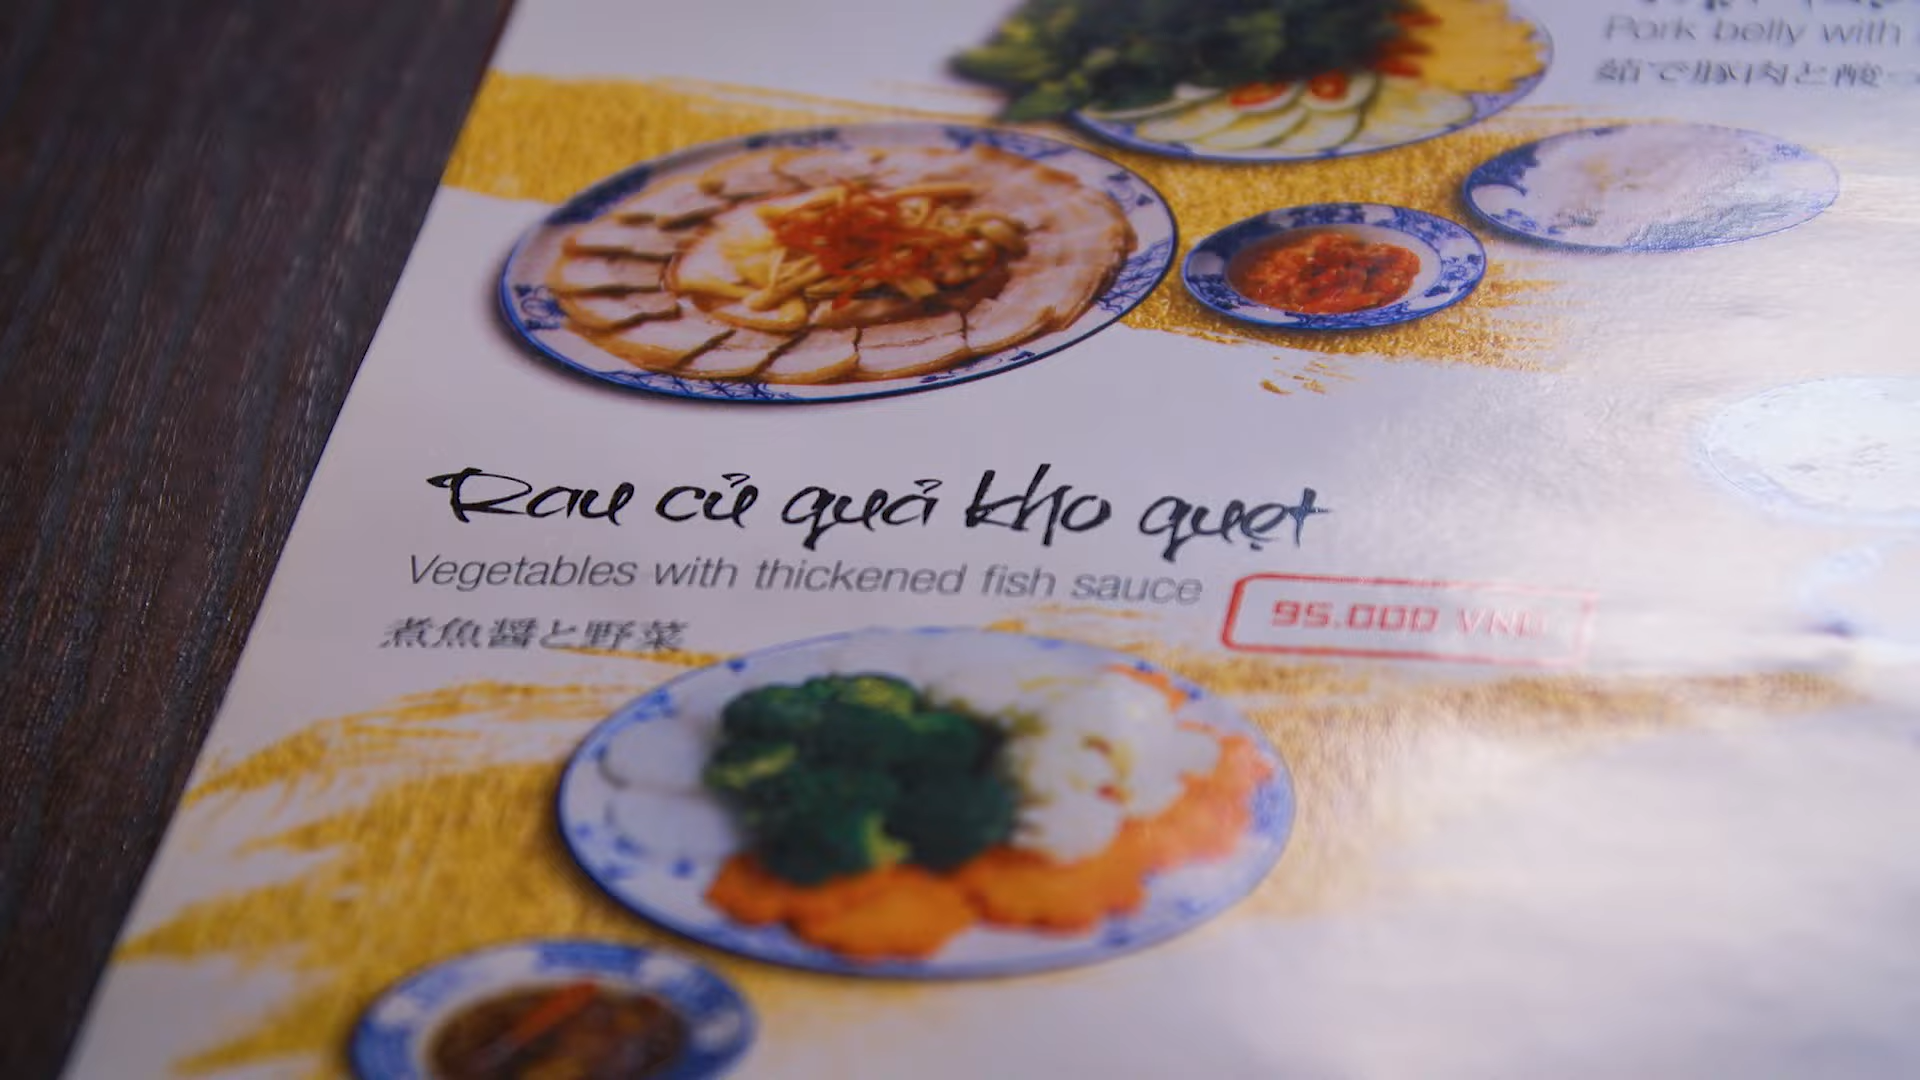 Pork belly with
Rau củ quả kho quẹt
Vegetables with thickened fish sauce
95.000 VND
煮魚醤と野菜